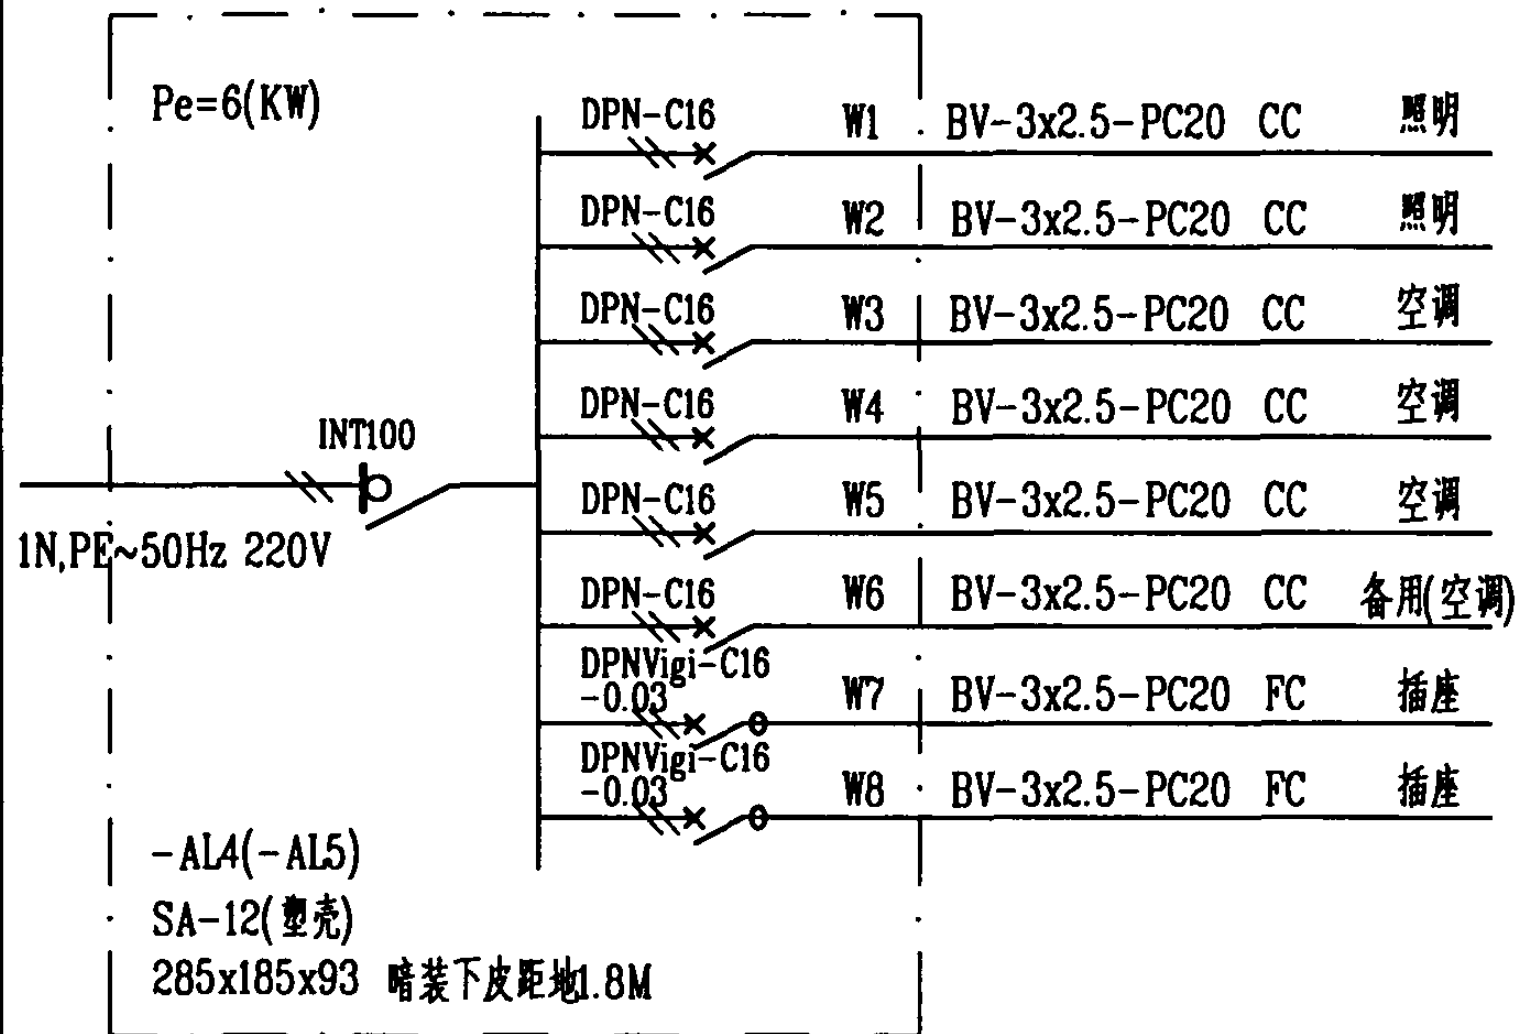 Pe=6(KW)
DPN-C16 W1 BV-3x2.5-PC20 CC 照明
DPN-C16 W2 BV-3x2.5-PC20 CC 照明
DPN-C16 W3 BV-3x2.5-PC20 CC 空调
DPN-C16 W4 BV-3x2.5-PC20 CC 空调
INT100
DPN-C16 W5 BV-3x2.5-PC20 CC 空调
1N,PE~50Hz 220V
DPN-C16 W6 BV-3x2.5-PC20 CC 备用(空调)
DPNVigi-C16
-0.03 W7 BV-3x2.5-PC20 FC 插座
DPNVigi-C16
-0.03 W8 BV-3x2.5-PC20 FC 插座
-AL4(-AL5)
SA-12(塑壳)
285x185x93 暗装下皮距地1.8M